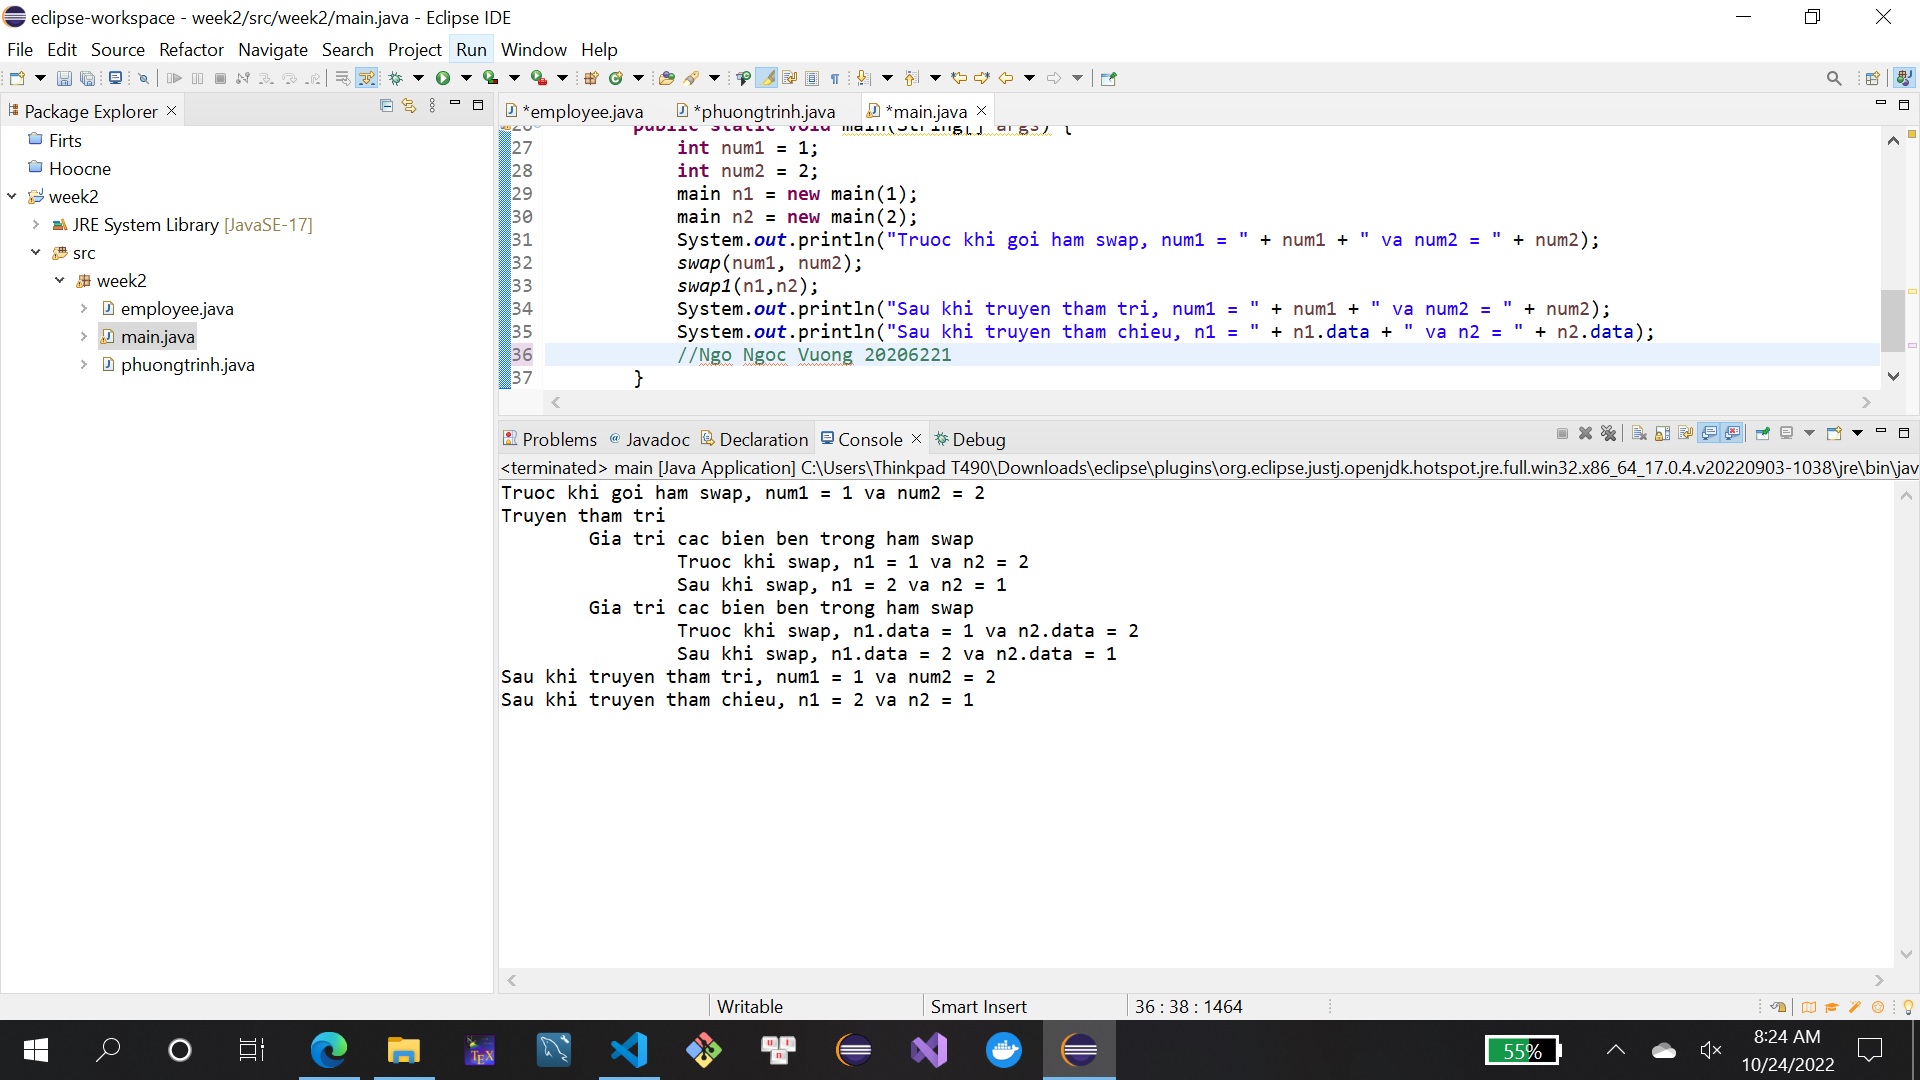 eclipse-workspace - week2/src/week2/main.java - Eclipse IDE
File Edit Source Refactor Navigate Search Project Run Window Help
Package Explorer
Firts
Hoocne
week2
JRE System Library [JavaSE-17]
src
week2
employee.java
main.java
phuongtrinh.java
*employee.java *phuongtrinh.java *main.java
26 public static void main(String[] args) {
27 int num1 = 1;
28 int num2 = 2;
29 main n1 = new main(1);
30 main n2 = new main(2);
31 System.out.println("Truoc khi goi ham swap, num1 = " + num1 + " va num2 = " + num2);
32 swap(num1, num2);
33 swap1(n1,n2);
34 System.out.println("Sau khi truyen tham tri, num1 = " + num1 + " va num2 = " + num2);
35 System.out.println("Sau khi truyen tham chieu, n1 = " + n1.data + " va n2 = " + n2.data);
36 //Ngo Ngoc Vuong 20206221
37 }
Problems Javadoc Declaration Console Debug
<terminated> main [Java Application] C:\Users\Thinkpad T490\Downloads\eclipse\plugins\org.eclipse.justj.openjdk.hotspot.jre.full.win32.x86_64_17.0.4.v20220903-1038\jre\bin\jav
Truoc khi goi ham swap, num1 = 1 va num2 = 2
Truyen tham tri
Gia tri cac bien ben trong ham swap
Truoc khi swap, n1 = 1 va n2 = 2
Sau khi swap, n1 = 2 va n2 = 1
Gia tri cac bien ben trong ham swap
Truoc khi swap, n1.data = 1 va n2.data = 2
Sau khi swap, n1.data = 2 va n2.data = 1
Sau khi truyen tham tri, num1 = 1 va num2 = 2
Sau khi truyen tham chieu, n1 = 2 va n2 = 1
Writable Smart Insert 36 : 38 : 1464
TEX
55%
8:24 AM
10/24/2022